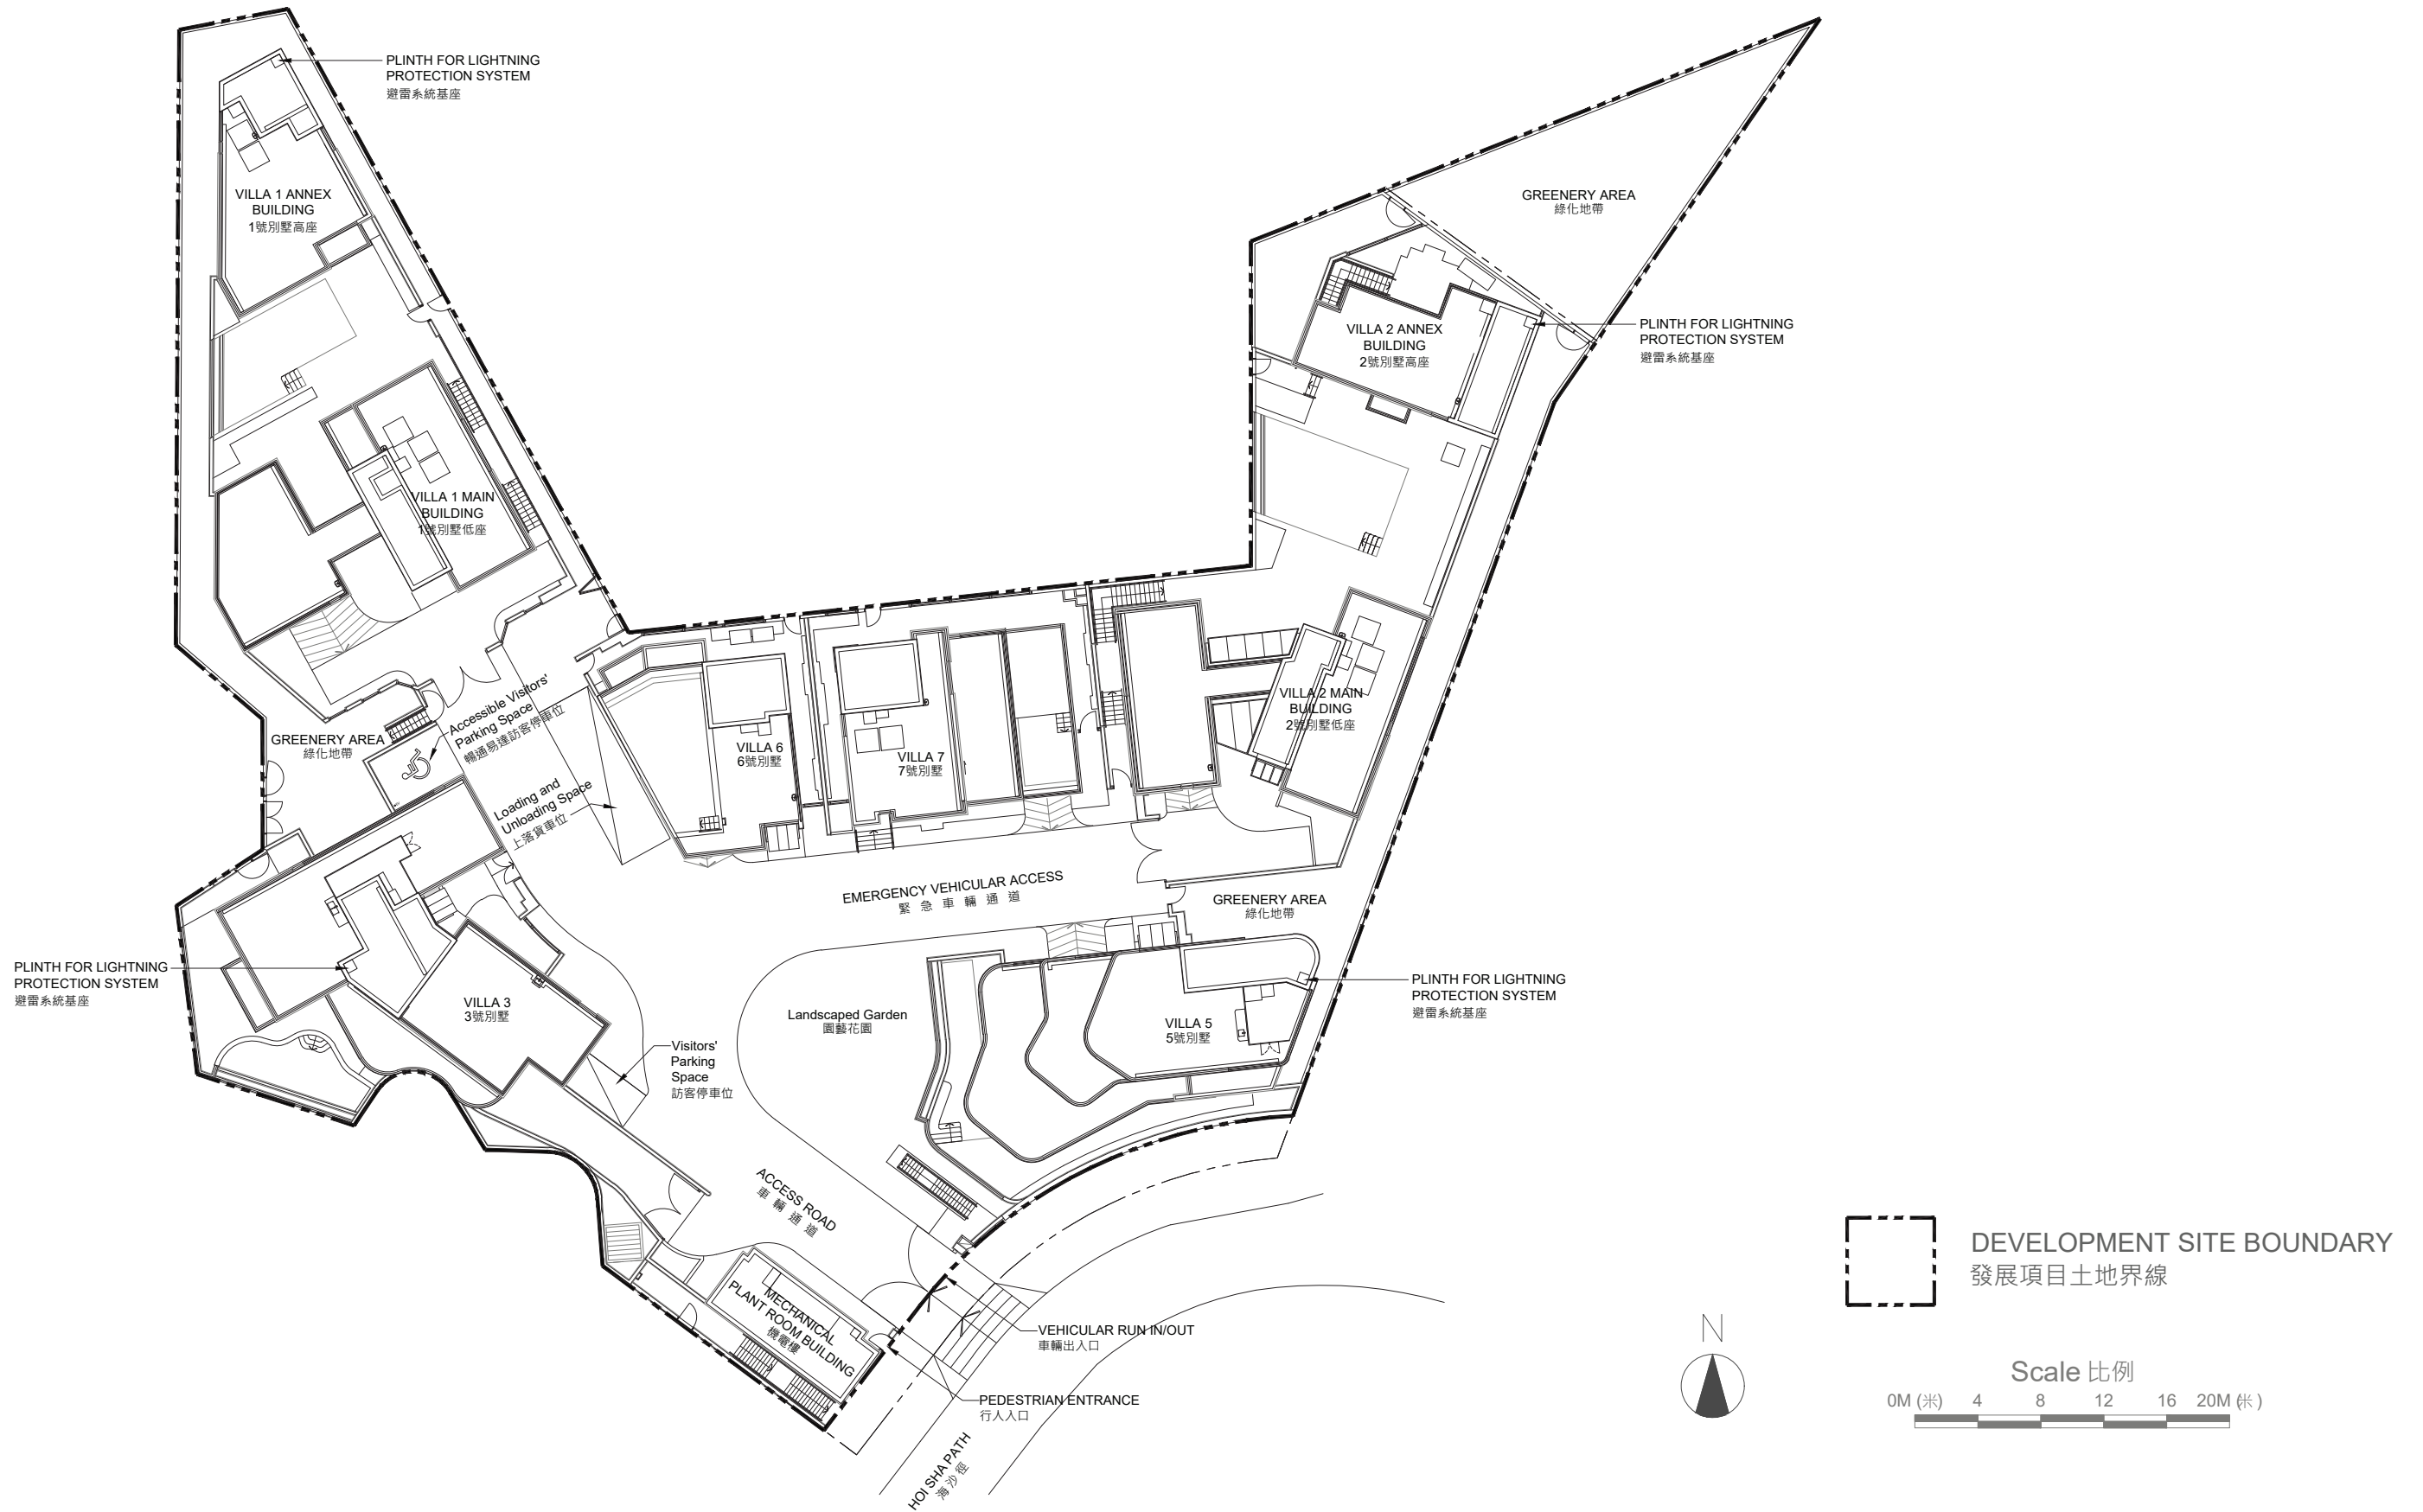 PLINTH FOR LIGHTNING
PROTECTION SYSTEM
避雷系統基座
VILLA 1 ANNEX
BUILDING
1號別墅高座
GREENERY AREA
綠化地帶
VILLA 2 ANNEX
BUILDING
2號別墅高座
PLINTH FOR LIGHTNING
PROTECTION SYSTEM
避雷系統基座
VILLA 1 MAIN
BUILDING
1號別墅低座
Accessible Visitors'
Parking Space
暢通易達訪客停車位
GREENERY AREA
綠化地帶
VILLA 6
6號別墅
VILLA 7
7號別墅
VILLA 2 MAIN
BUILDING
2號別墅低座
Loading and
Unloading Space
上落貨車位
EMERGENCY VEHICULAR ACCESS
緊急車輛通道
GREENERY AREA
綠化地帶
PLINTH FOR LIGHTNING
PROTECTION SYSTEM
避雷系統基座
VILLA 3
3號別墅
Landscaped Garden
園藝花園
VILLA 5
5號別墅
PLINTH FOR LIGHTNING
PROTECTION SYSTEM
避雷系統基座
Visitors'
Parking
Space
訪客停車位
ACCESS ROAD
車輛通道
MECHANICAL
PLANT ROOM BUILDING
機電樓
VEHICULAR RUN IN/OUT
車輛出入口
PEDESTRIAN ENTRANCE
行人入口
HOI SHA PATH
海沙徑
DEVELOPMENT SITE BOUNDARY
發展項目土地界線
N
Scale 比例
0M (米) 4 8 12 16 20M (米)